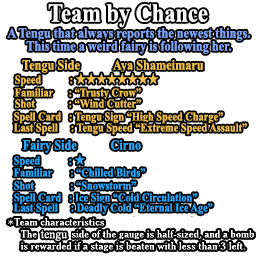 Team by Chance
A Tengu that always reports the newest things.
This time a weird fairy is following her.
Tengu Side Aya Shameimaru
Speed :★★★★★★★★
Familiar : “Trusty Crow”
Shot : “Wind Cutter”
Spell Card : Tengu Sign “High Speed Charge”
Last Spell : Tengu Speed “Extreme Speed Assault”
Fairy Side Cirno
Speed :★
Familiar : “Chilled Birds”
Shot : “Snowstorm”
Spell Card : Ice Sign “Cold Circulation”
Last Spell : Deadly Cold “Eternal Ice Age”
*Team characteristics
The tengu side of the gauge is half-sized, and a bomb
is rewarded if a stage is beaten with less than 3 left.